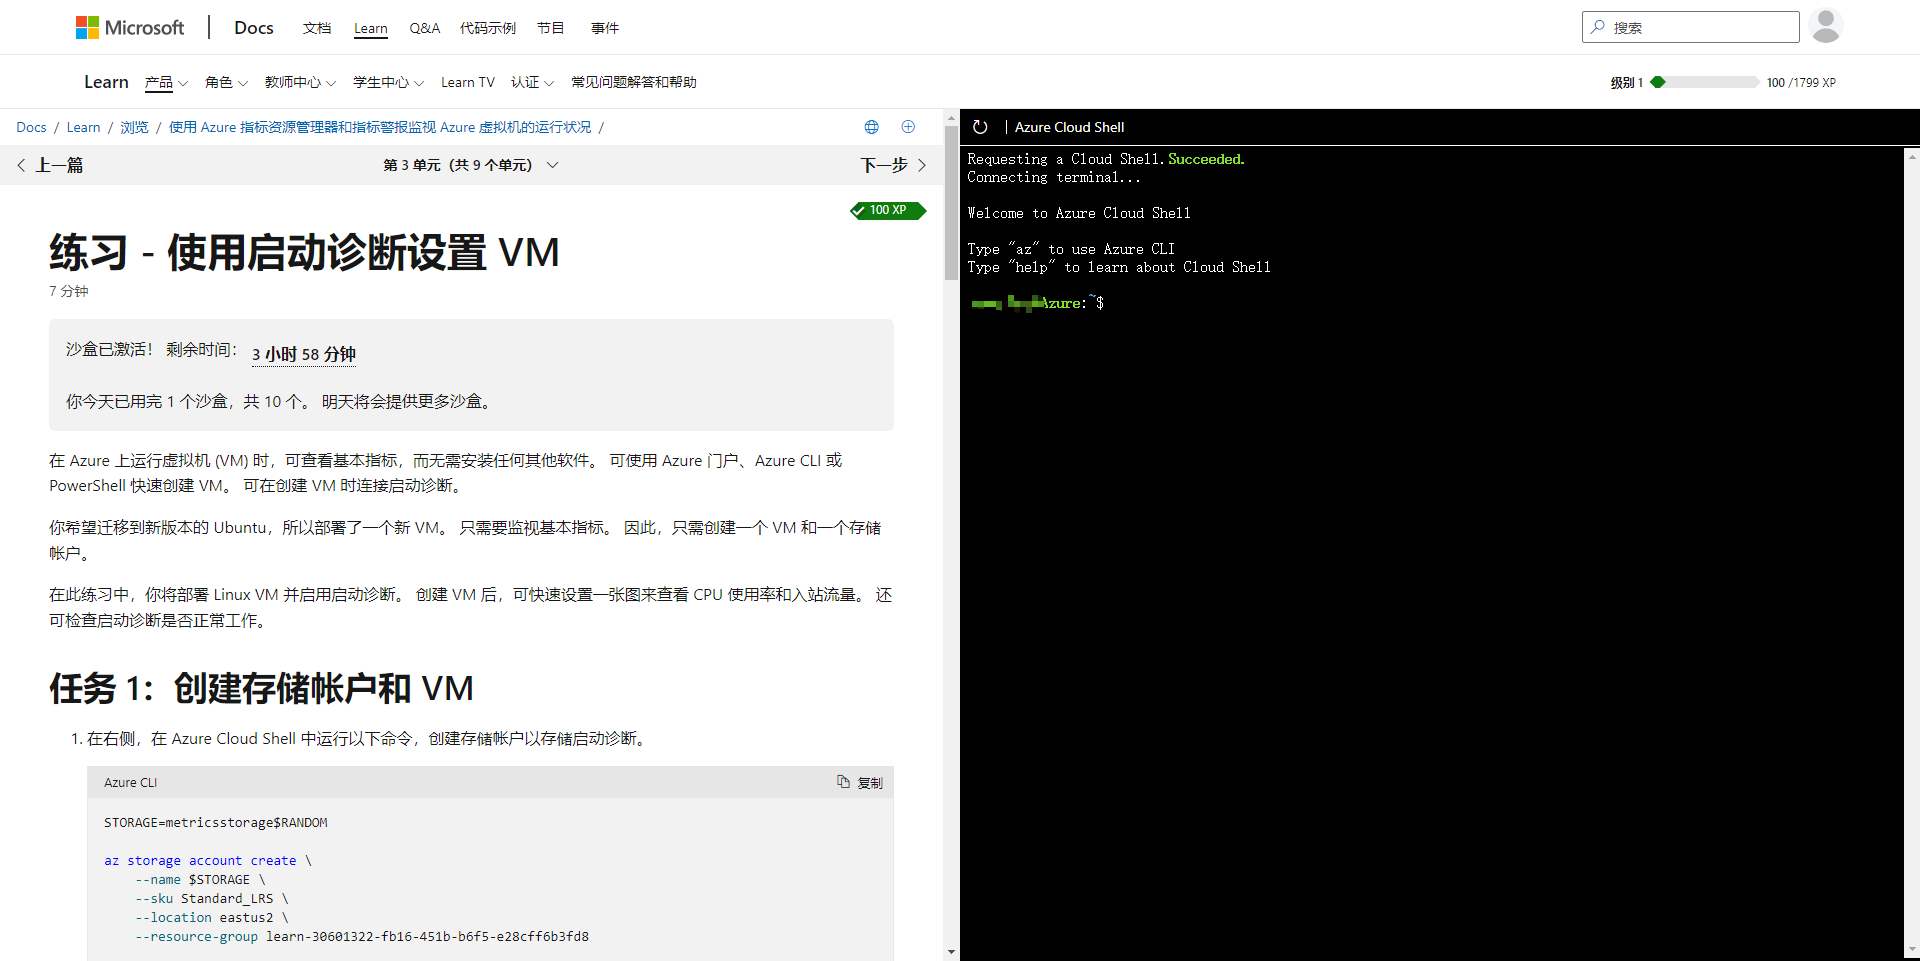 Microsoft Docs 文档 Learn Q&A 代码示例 节目 事件 搜索
Learn 产品 角色 教师中心 学生中心 Learn TV 认证 常见问题解答和帮助 级别 1 100 /1799 XP
Docs / Learn / 浏览 / 使用 Azure 指标资源管理器和指标警报监视 Azure 虚拟机的运行状况 /
上一篇 第 3 单元（共 9 个单元） 下一步
100 XP
练习 - 使用启动诊断设置 VM
7 分钟
沙盒已激活！ 剩余时间： 3 小时 58 分钟
你今天已用完 1 个沙盒，共 10 个。 明天将会提供更多沙盒。
在 Azure 上运行虚拟机 (VM) 时，可查看基本指标，而无需安装任何其他软件。 可使用 Azure 门户、Azure CLI 或
PowerShell 快速创建 VM。 可在创建 VM 时连接启动诊断。
你希望迁移到新版本的 Ubuntu，所以部署了一个新 VM。 只需要监视基本指标。 因此，只需创建一个 VM 和一个存储
帐户。
在此练习中，你将部署 Linux VM 并启用启动诊断。 创建 VM 后，可快速设置一张图来查看 CPU 使用率和入站流量。 还
可检查启动诊断是否正常工作。
任务 1：创建存储帐户和 VM
1. 在右侧，在 Azure Cloud Shell 中运行以下命令，创建存储帐户以存储启动诊断。
Azure CLI 复制
STORAGE=metricsstorage$RANDOM
az storage account create \
--name $STORAGE \
--sku Standard_LRS \
--location eastus2 \
--resource-group learn-30601322-fb16-451b-b6f5-e28cff6b3fd8
Azure Cloud Shell
Requesting a Cloud Shell.Succeeded.
Connecting terminal...
Welcome to Azure Cloud Shell
Type "az" to use Azure CLI
Type "help" to learn about Cloud Shell
Azure:~$